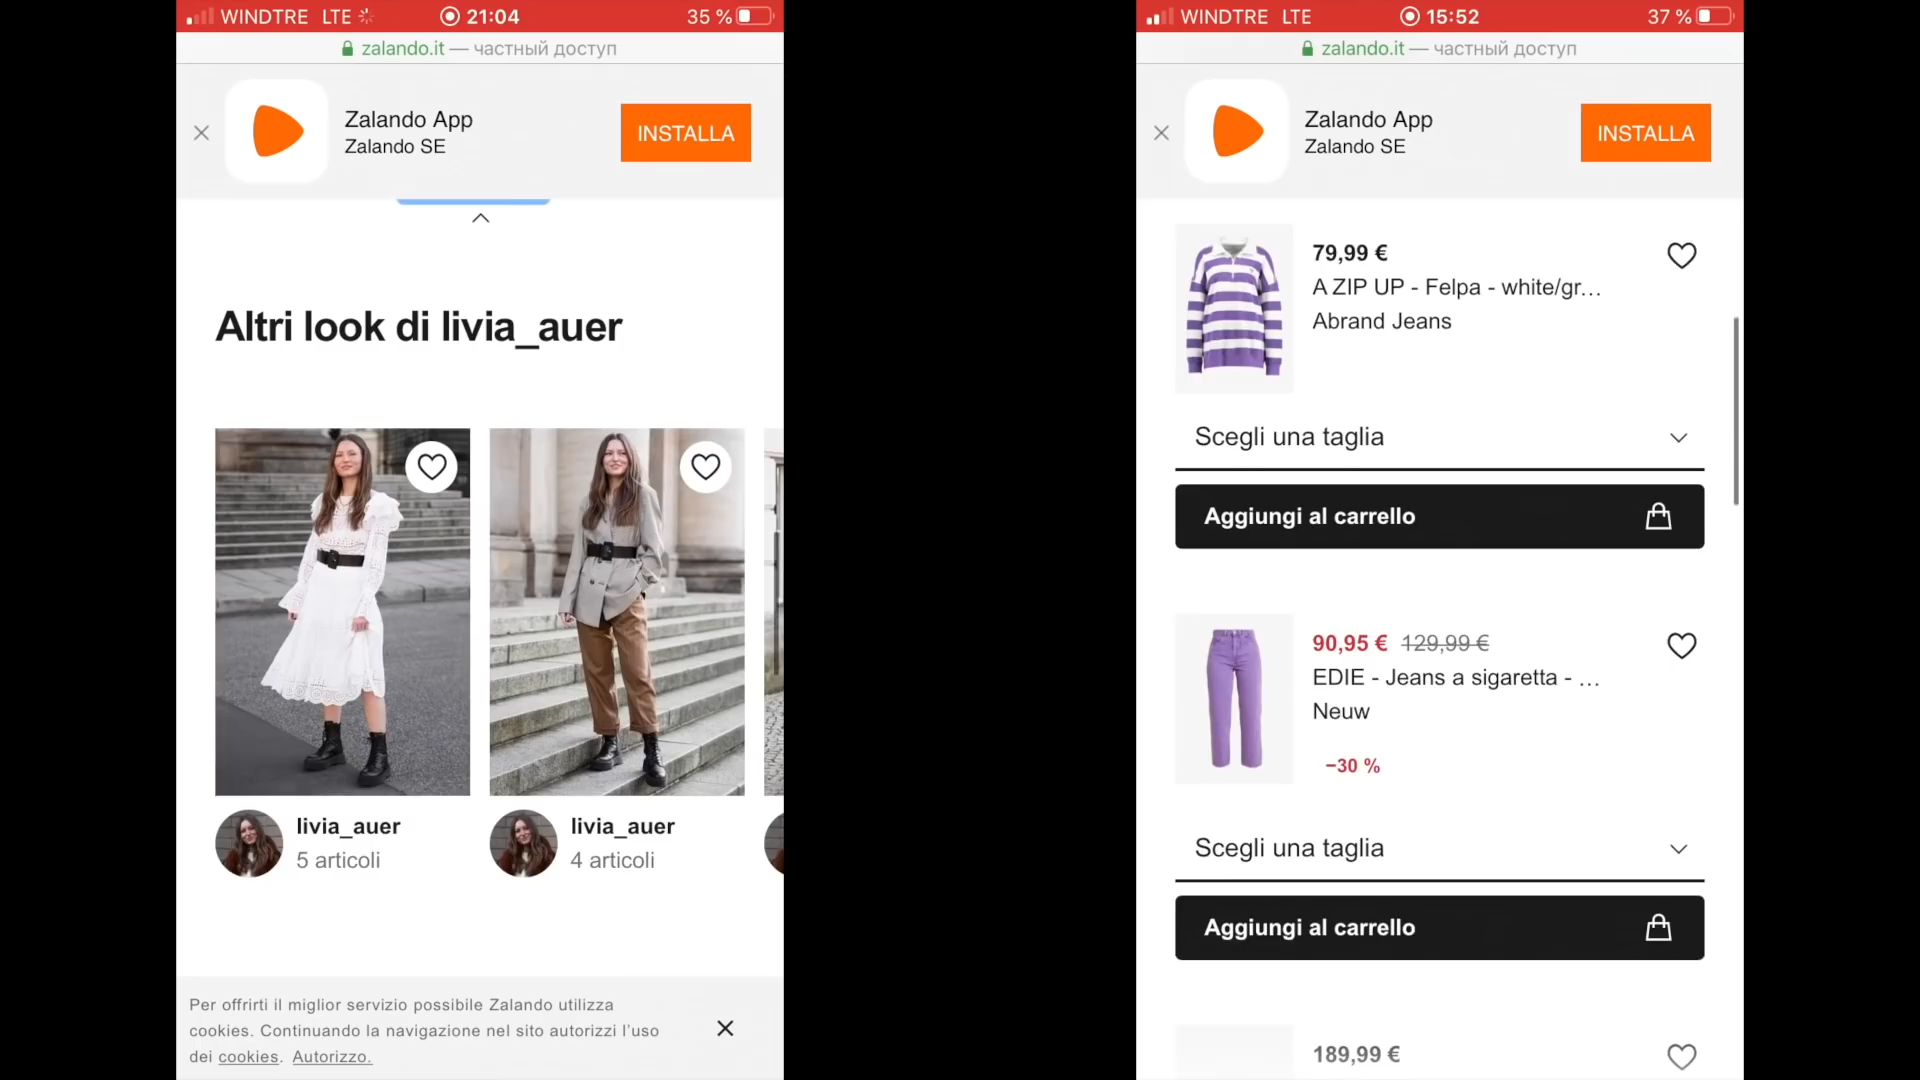 WINDTRE LTE 21:04 35 %
zalando.it — частный доступ
Zalando App
Zalando SE
INSTALLA
Altri look di livia_auer
livia_auer
5 articoli
livia_auer
4 articoli
Per offrirti il miglior servizio possibile Zalando utilizza
cookies. Continuando la navigazione nel sito autorizzi l'uso
dei cookies. Autorizzo.
WINDTRE LTE 15:52 37 %
zalando.it — частный доступ
Zalando App
Zalando SE
INSTALLA
79,99 €
A ZIP UP - Felpa - white/gr...
Abrand Jeans
Scegli una taglia
Aggiungi al carrello
90,95 € 129,99 €
EDIE - Jeans a sigaretta - ...
Neuw
−30 %
Scegli una taglia
Aggiungi al carrello
189,99 €